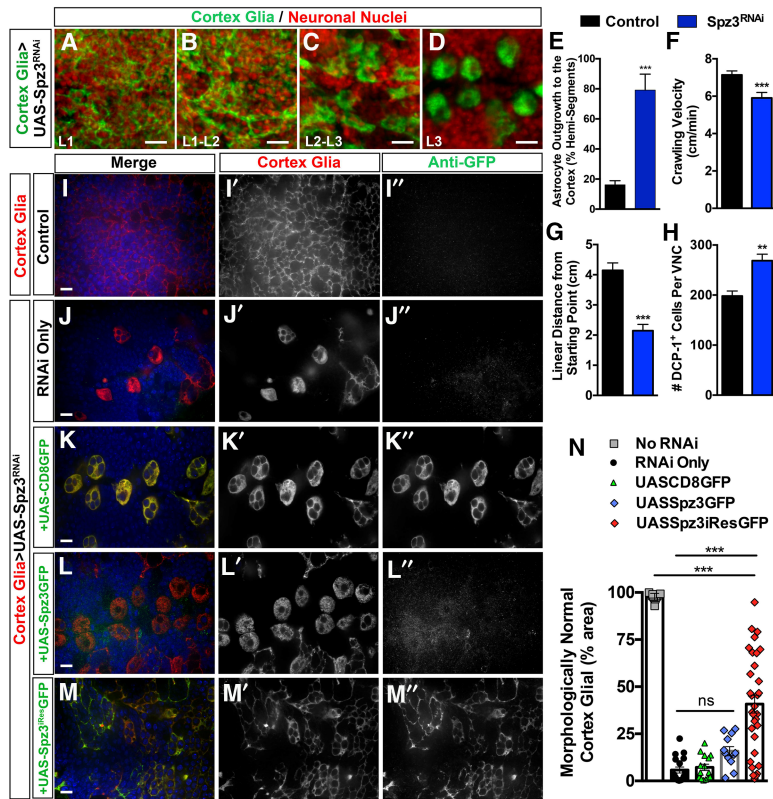 Cortex Glia / Neuronal Nuclei
Cortex Glia>
UAS-Spz3RNAi
A
B
C
D
L1
L1-L2
L2-L3
L3
Control
Spz3RNAi
E
Astrocyte Outgrowth to the
Cortex (% Hemi-Segments)
100
80
60
40
20
0
***
F
Crawling Velocity
(cm/min)
8
6
4
2
0
***
G
Linear Distance from
Starting Point (cm)
5
4
3
2
1
0
***
H
# DCP-1+ Cells Per VNC
300
200
100
0
**
Merge
Cortex Glia
Anti-GFP
Cortex Glia
Control
I
I′
I″
Cortex Glia>UAS-Spz3RNAi
RNAi Only
J
J′
J″
+UAS-CD8GFP
K
K′
K″
+UAS-Spz3GFP
L
L′
L″
+UAS-Spz3iResGFP
M
M′
M″
N
No RNAi
RNAi Only
UASCD8GFP
UASSpz3GFP
UASSpz3iResGFP
***
***
ns
Morphologically Normal
Cortex Glial (% area)
100
75
50
25
0